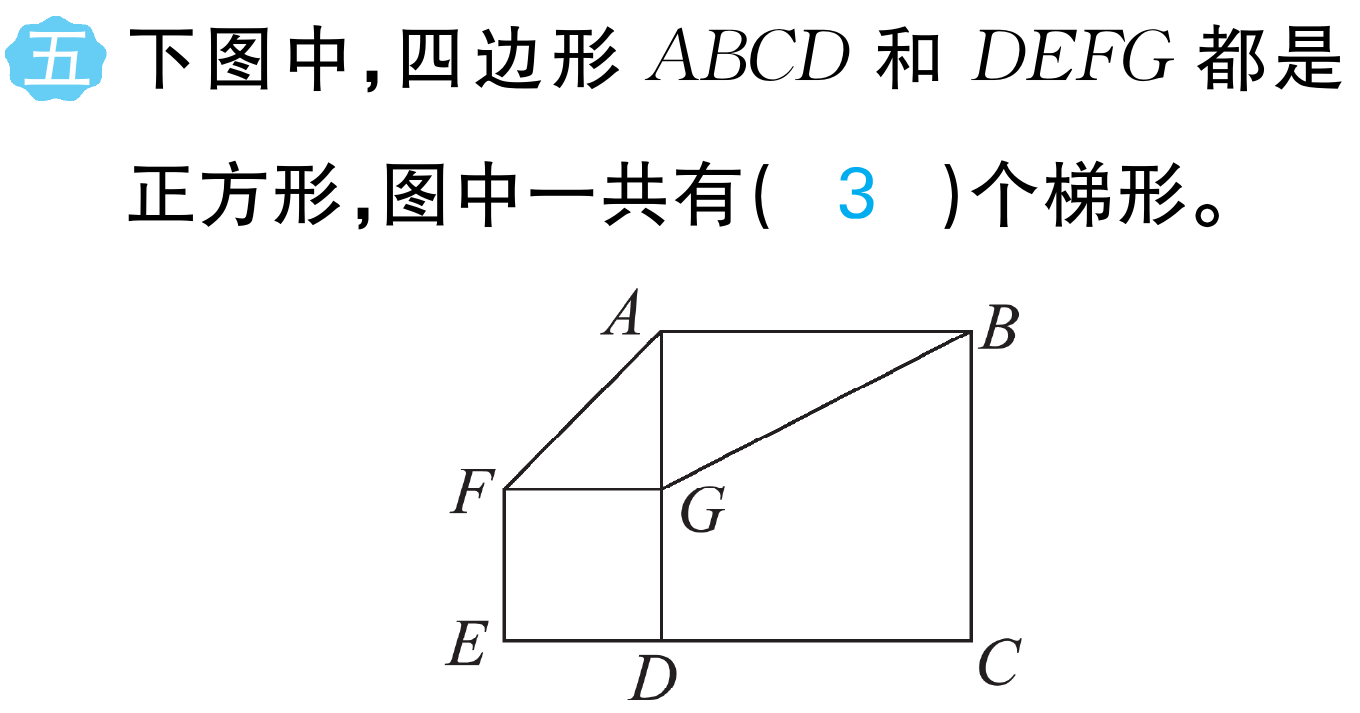 五 下图中,四边形 ABCD 和 DEFG 都是
正方形,图中一共有( 3 )个梯形。
A
B
F
G
E
D
C